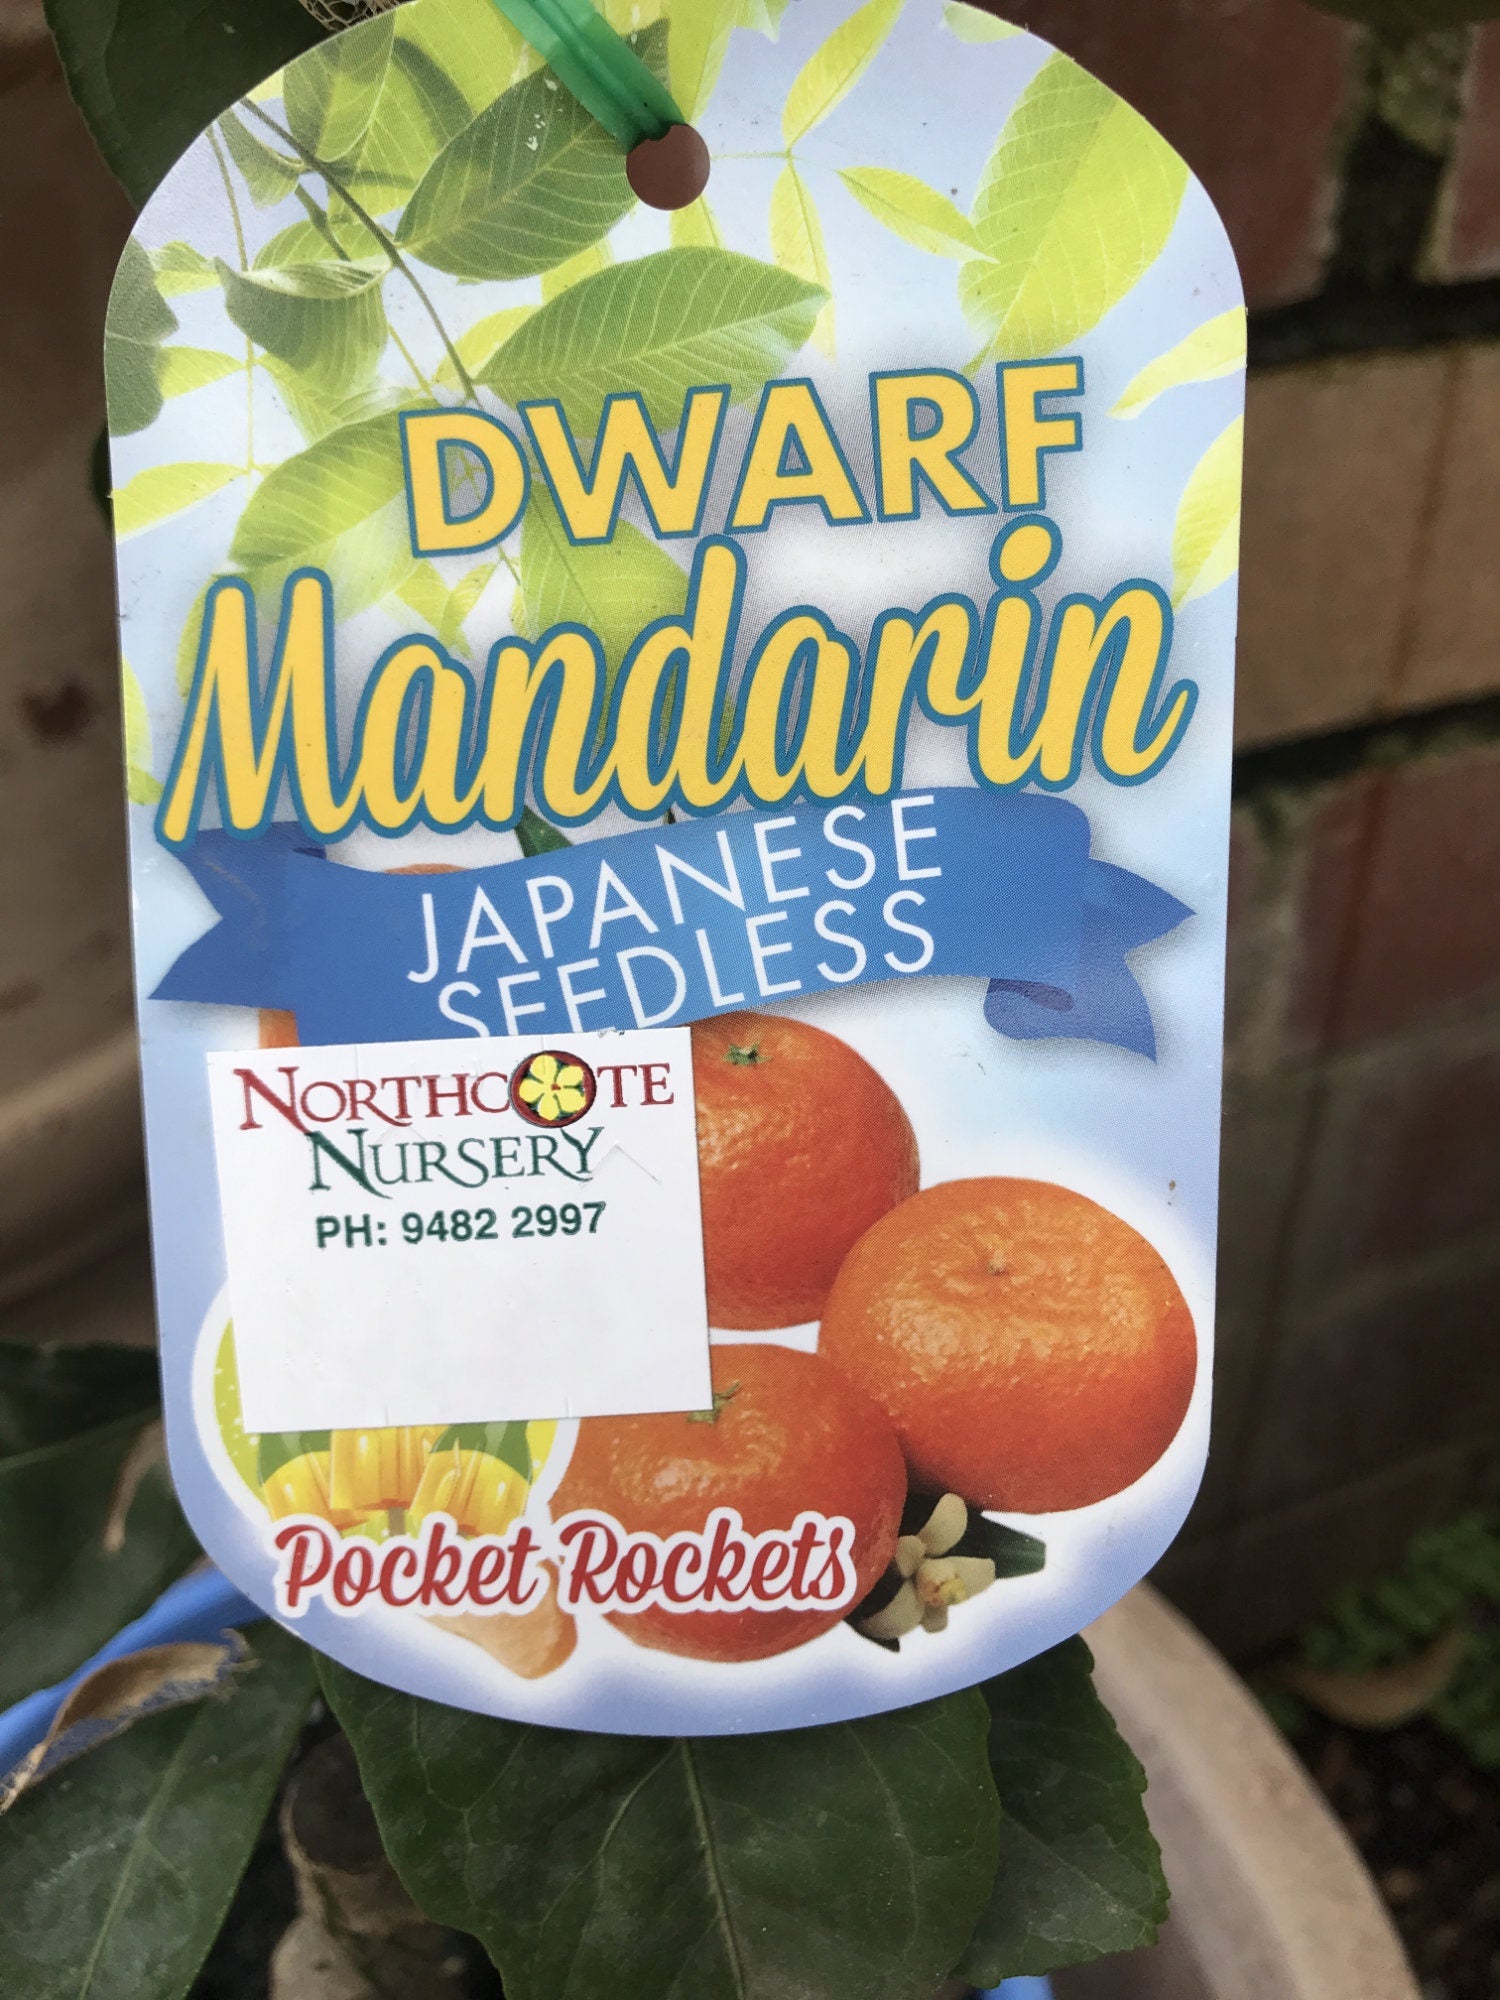 DWARF
Mandarin
JAPANESE
SEEDLESS
NORTHCOTE
NURSERY
PH: 9482 2997
Pocket Rockets